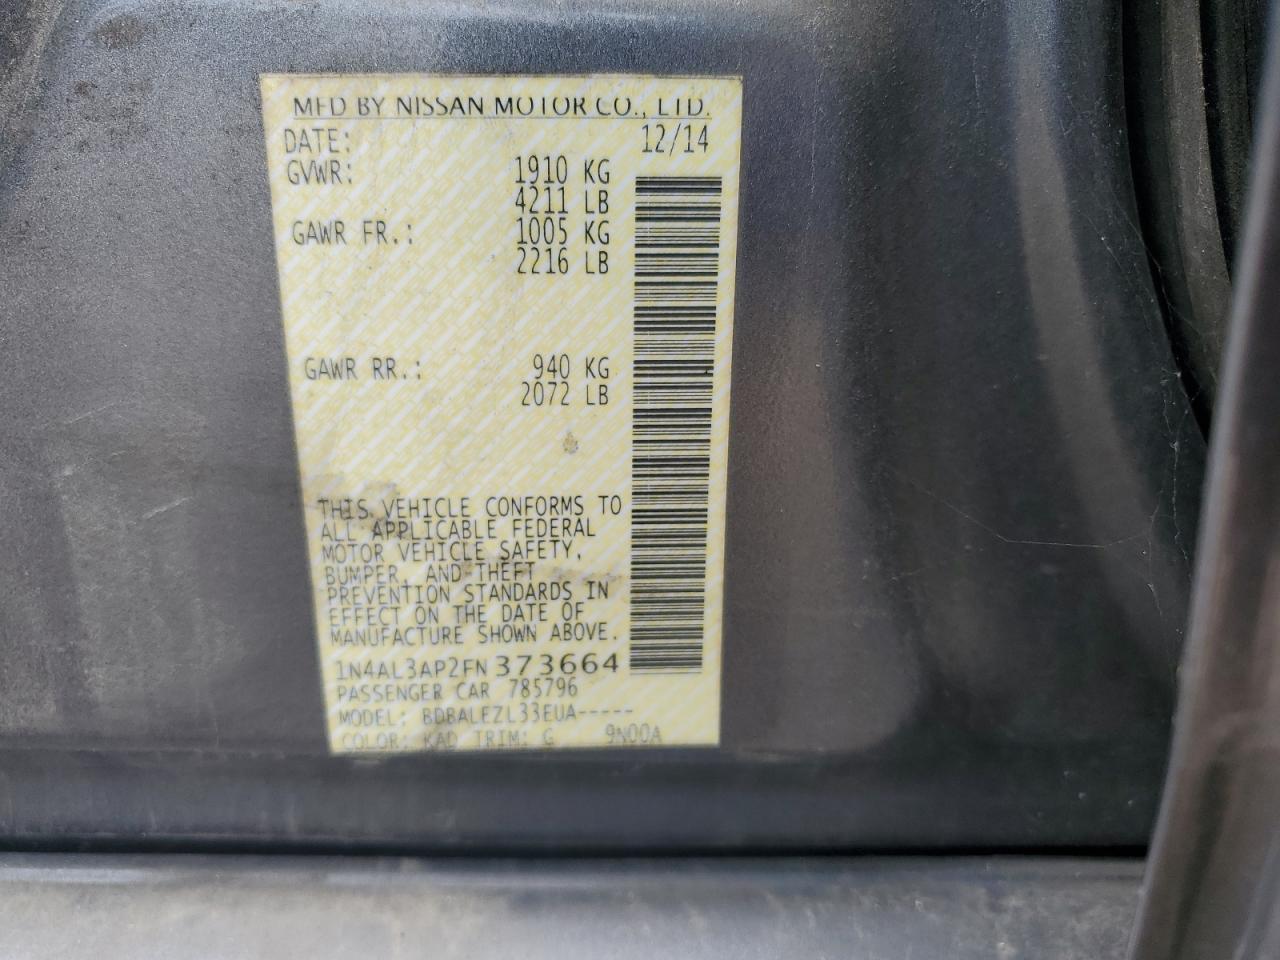 MFD BY NISSAN MOTOR CO., LTD.
DATE: 12/14
GVWR: 1910 KG
4211 LB
GAWR FR.: 1005 KG
2216 LB
GAWR RR.: 940 KG
2072 LB
THIS VEHICLE CONFORMS TO
ALL APPLICABLE FEDERAL
MOTOR VEHICLE SAFETY,
BUMPER, AND THEFT
PREVENTION STANDARDS IN
EFFECT ON THE DATE OF
MANUFACTURE SHOWN ABOVE.
1N4AL3AP2FN373664
PASSENGER CAR 785796
MODEL: BDBALEZL33EUA-----
COLOR: KAD TRIM: G 9N00A